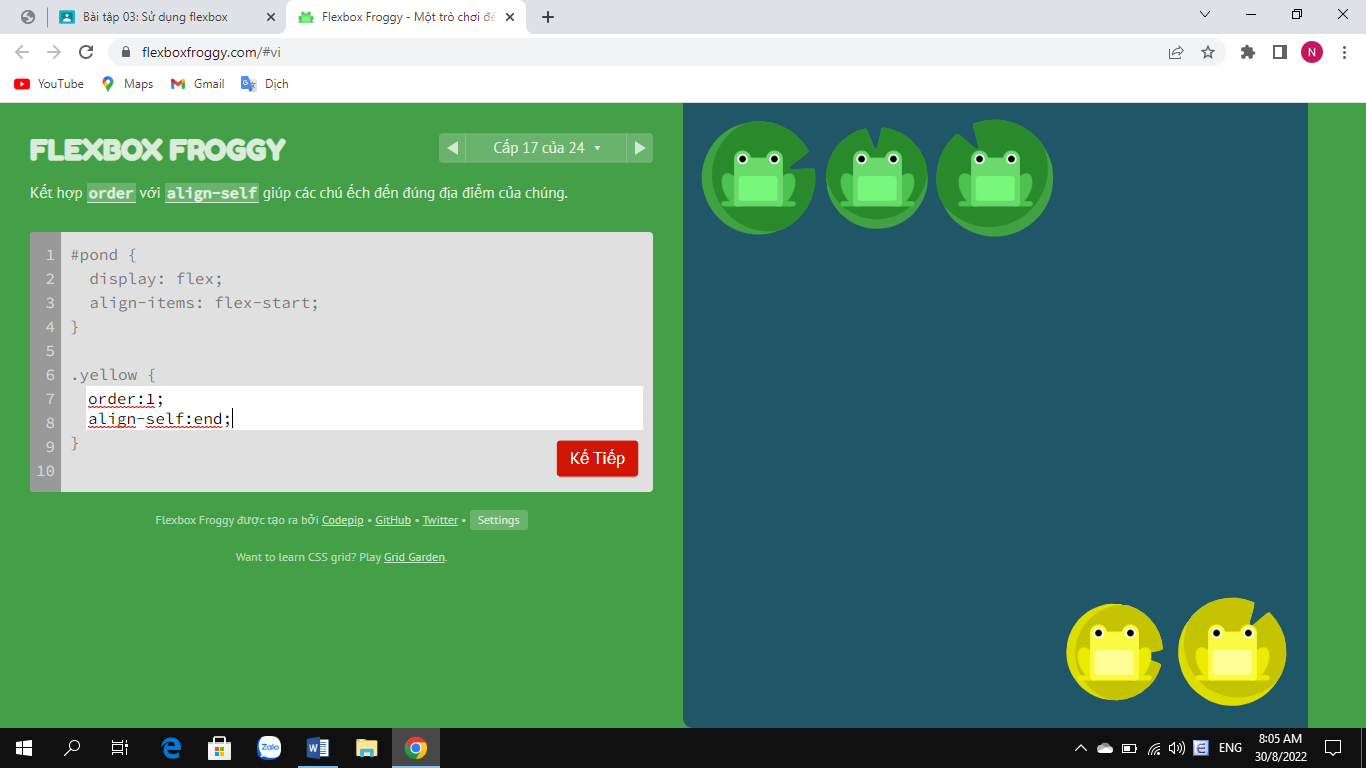 Bài tập 03: Sử dụng flexbox
Flexbox Froggy - Một trò chơi để
flexboxfroggy.com/#vi
N
YouTube
Maps
Gmail
Dịch
FLEXBOX FROGGY
Cấp 17 của 24
Kết hợp order với align-self giúp các chú ếch đến đúng địa điểm của chúng.
1 #pond {
2 display: flex;
3 align-items: flex-start;
4 }
5
6 .yellow {
7 order:1;
8 align-self:end;
9 }
10
Kế Tiếp
Flexbox Froggy được tạo ra bởi Codepip • GitHub • Twitter • Settings
Want to learn CSS grid? Play Grid Garden.
Zalo
ENG
8:05 AM
30/8/2022